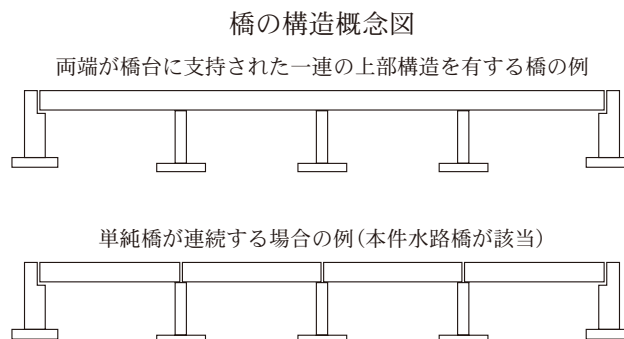 橋の構造概念図
両端が橋台に支持された一連の上部構造を有する橋の例
単純橋が連続する場合の例(本件水路橋が該当)